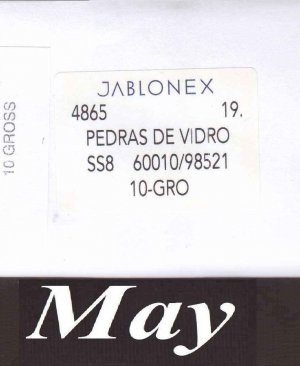 10 GROSS
JABLONEX
4865 19.
PEDRAS DE VIDRO
SS8 60010/98521
10-GRO
May